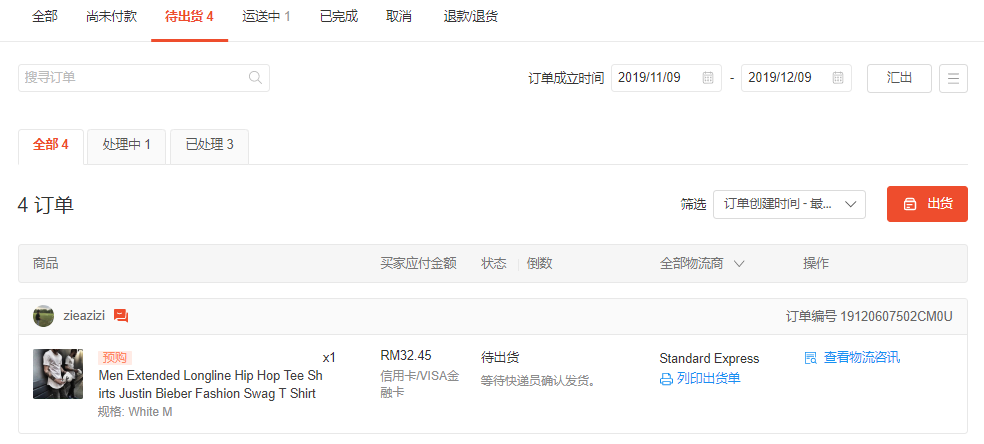 全部 尚未付款 待出货 4 运送中 1 已完成 取消 退款/退货
搜寻订单 订单成立时间 2019/11/09 - 2019/12/09 汇出
全部 4 处理中 1 已处理 3
4 订单 筛选 订单创建时间 - 最... 出货
商品 买家应付金额 状态 倒数 全部物流商 操作
zieazizi 订单编号 19120607502CM0U
预购 x1 RM32.45 待出货 Standard Express 查看物流咨讯
Men Extended Longline Hip Hop Tee Sh 信用卡/VISA金 等待快递员确认发货。 列印出货单
irts Justin Bieber Fashion Swag T Shirt 融卡
规格: White M